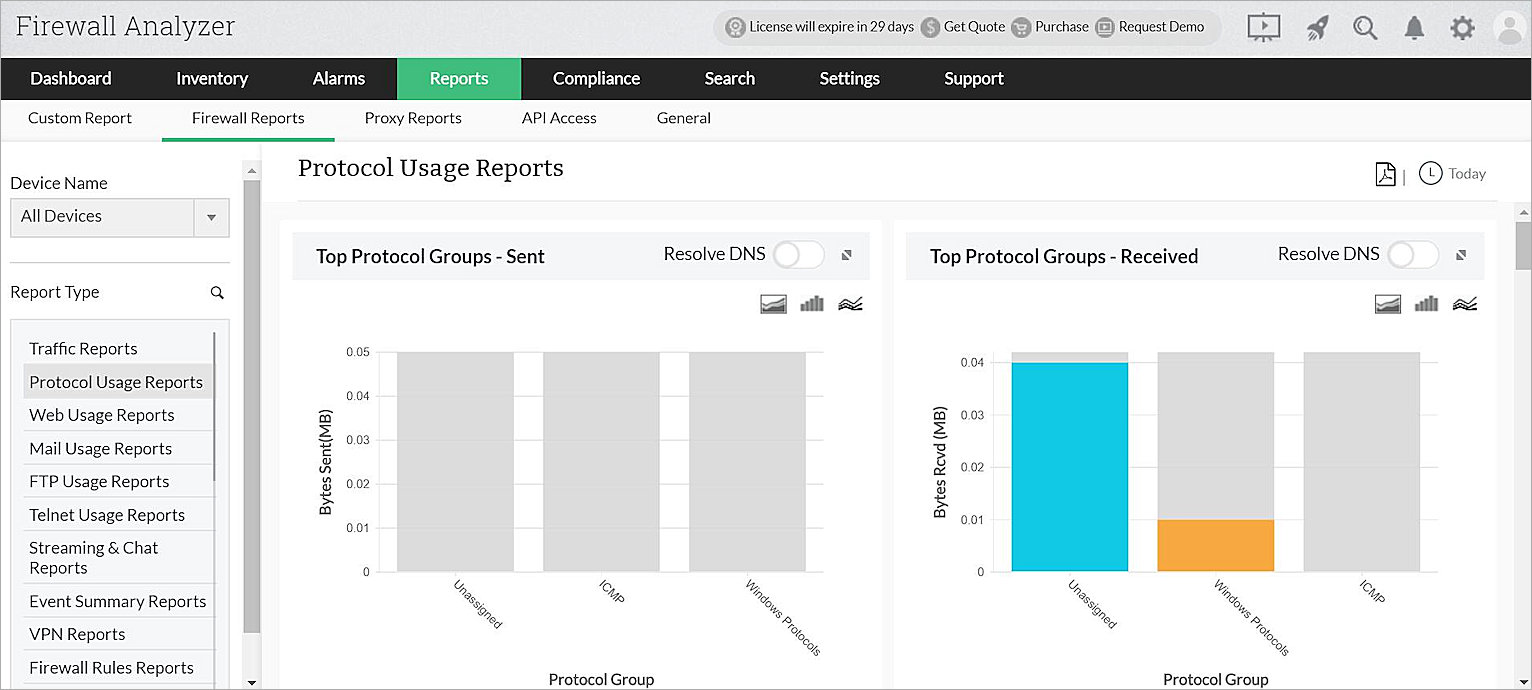 Firewall Analyzer
License will expire in 29 days Get Quote Purchase Request Demo
Dashboard Inventory Alarms Reports Compliance Search Settings Support
Custom Report Firewall Reports Proxy Reports API Access General
Device Name
All Devices
Report Type
Traffic Reports
Protocol Usage Reports
Web Usage Reports
Mail Usage Reports
FTP Usage Reports
Telnet Usage Reports
Streaming & Chat
Reports
Event Summary Reports
VPN Reports
Firewall Rules Reports
Protocol Usage Reports
| Today
Top Protocol Groups - Sent Resolve DNS
Bytes Sent(MB)
0.05
0.04
0.03
0.02
0.01
0
Unassigned
ICMP
Windows Protocols
Protocol Group
Top Protocol Groups - Received Resolve DNS
Bytes Rcvd (MB)
0.04
0.03
0.02
0.01
0
Unassigned
Windows Protocols
ICMP
Protocol Group